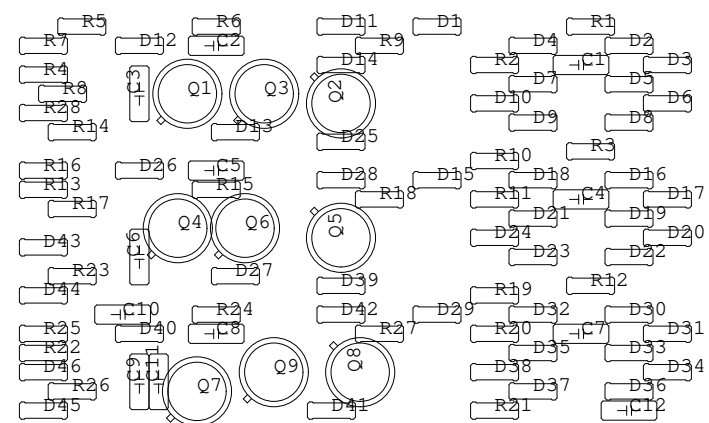 R5 R6 D11 D1 R1
R7 D12 C2 R9 D4 D2
D14 R2 C1 D3
R4 C3 D7 D5
R8 Q1 Q3 Q2 D10 D6
R28 D9 D8
R14 D13
D25 R3
R10
R16 D26 C5 D28 D15 D18 D16
R13 R15 R18 R11 C4 D17
R17 D21 D19
Q4 Q6 Q5 D24 D20
D43 C6 D23 D22
R23 D27 D39 R12
D44 R19
C10 R24 D42 D29 D32 D30
R25 D40 C8 R27 R20 C7 D31
R22 D35 D33
D46 C9 C11 Q9 Q8 D38 D34
R26 Q7 D37 D36
D45 D41 R21 C12